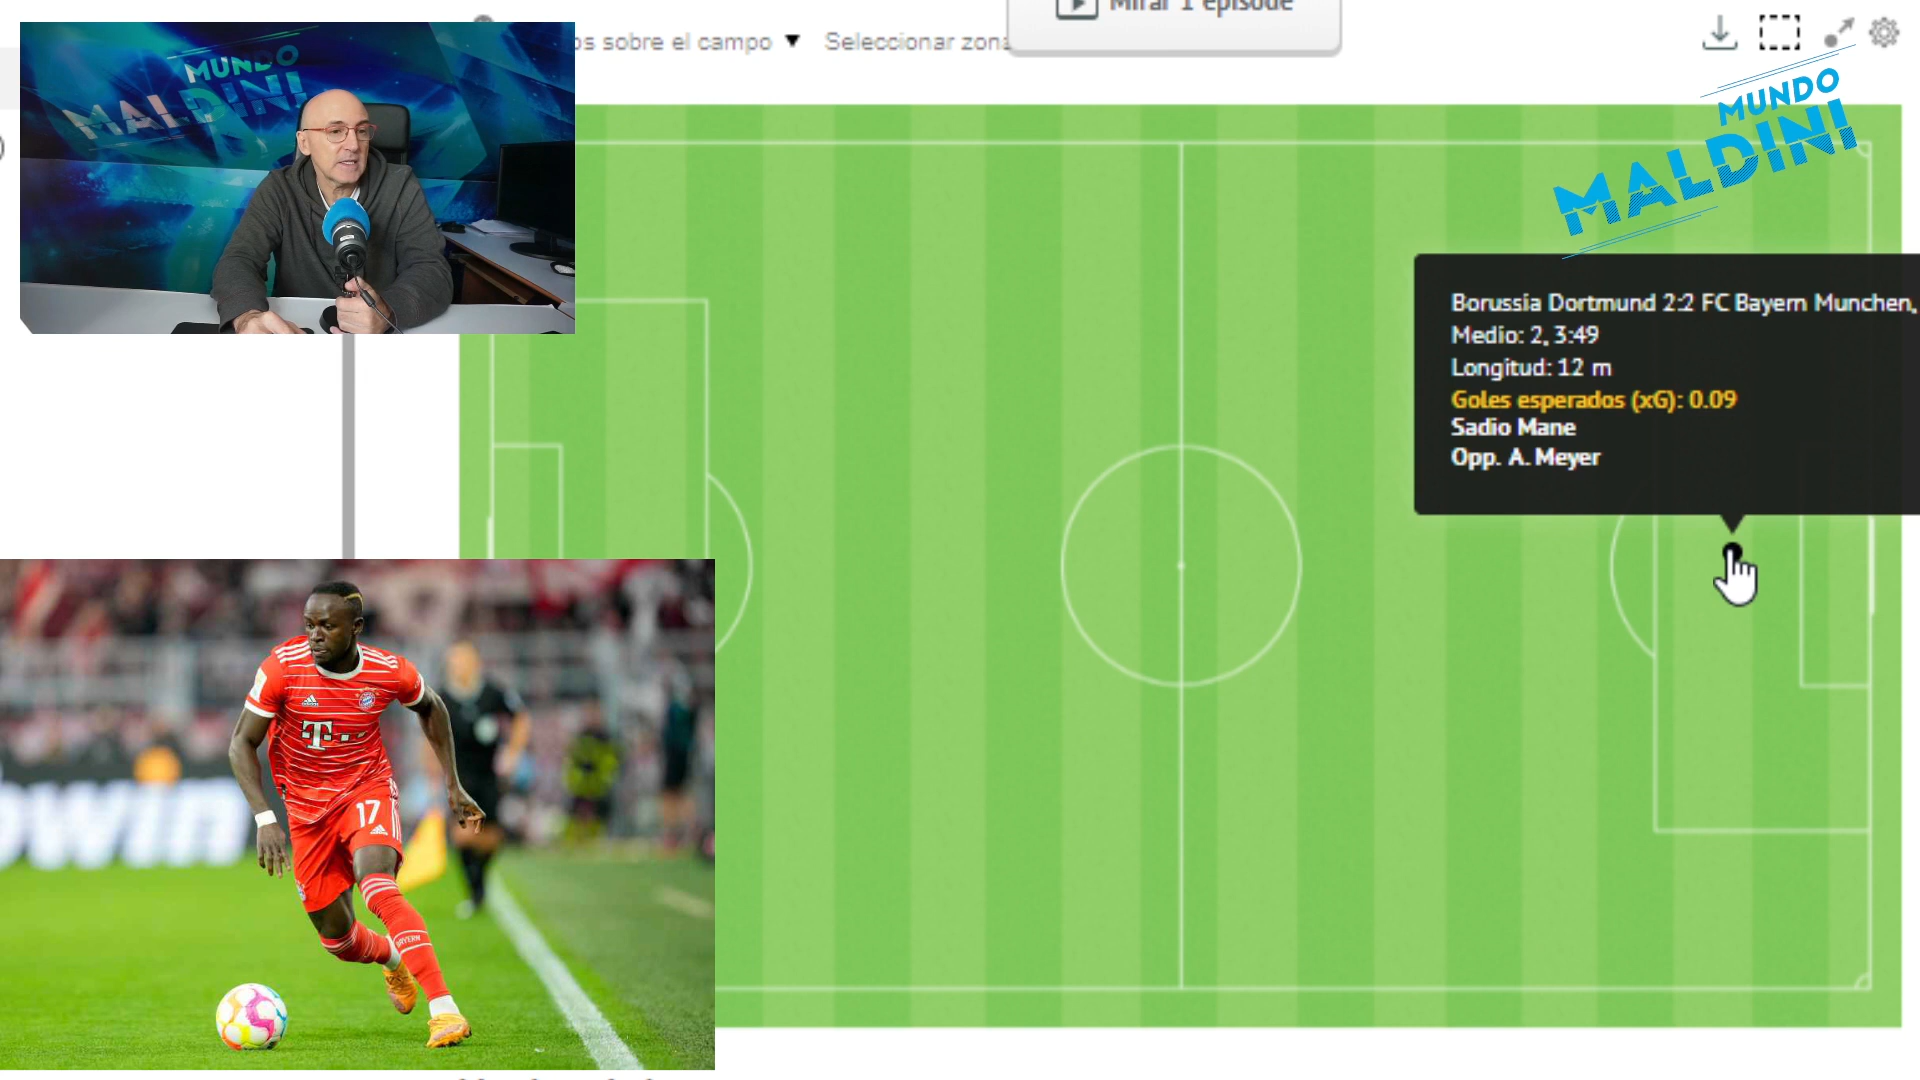 Mirar 1 episode
os sobre el campo ▼ Seleccionar zona
MUNDO
MALDINI
MUNDO
MALDINI
Borussia Dortmund 2:2 FC Bayern Munchen,
Medio: 2, 3:49
Longitud: 12 m
Goles esperados (xG): 0.09
Sadio Mane
Opp. A. Meyer
T
17
BAYERN